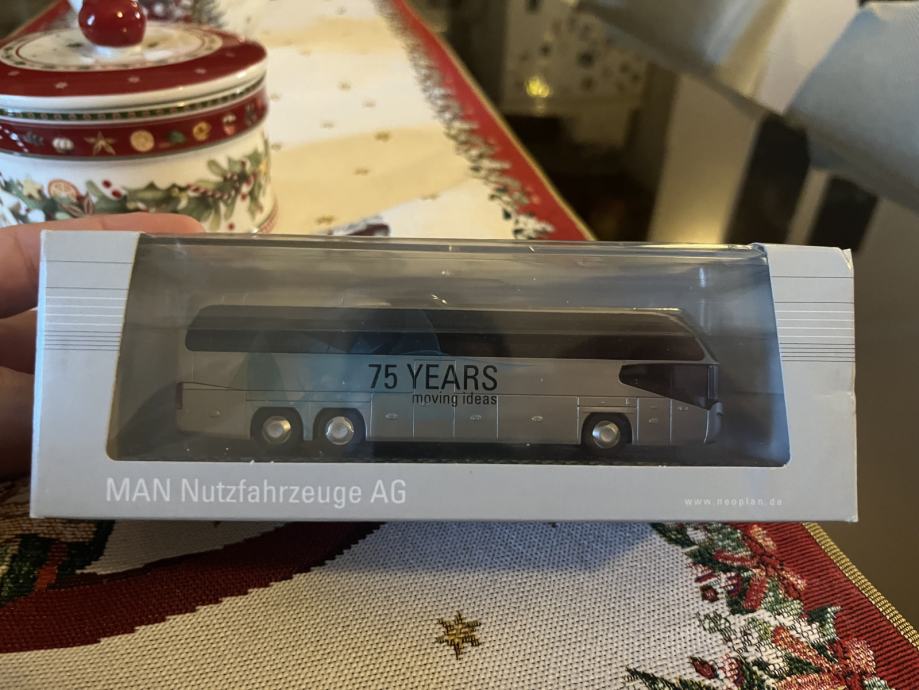 75 YEARS
moving ideas
MAN Nutzfahrzeuge AG
www.neoplan.de